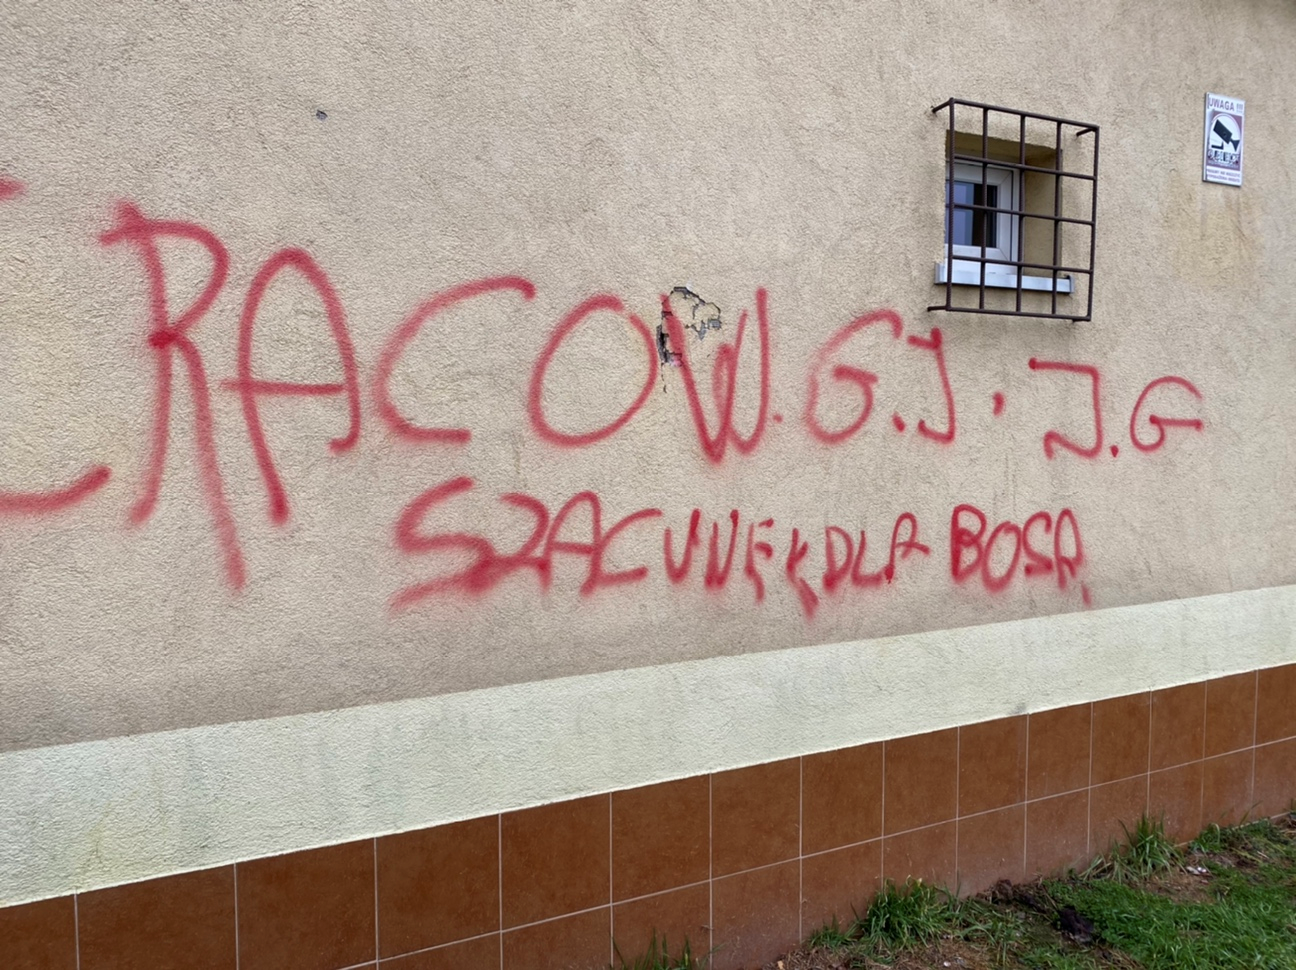 CRACOW. G.J. J.G
SZACUNEK DLA BOSA
UWAGA !!!